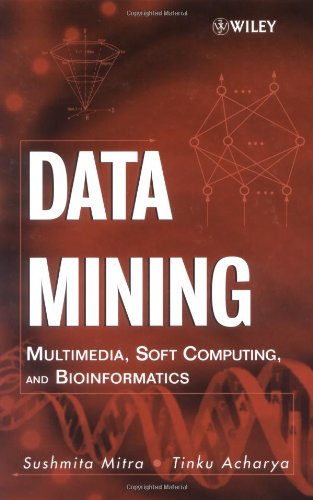 WILEY
DATA
MINING
MULTIMEDIA, SOFT COMPUTING,
AND BIOINFORMATICS
Sushmita Mitra • Tinku Acharya